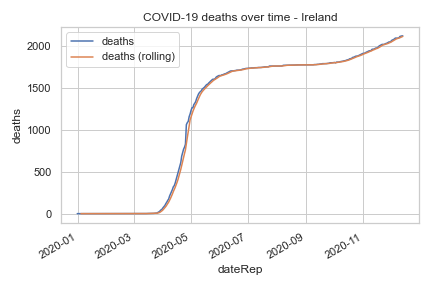 COVID-19 deaths over time - Ireland
deaths
deaths (rolling)
deaths
2000
1500
1000
500
0
2020-01
2020-03
2020-05
2020-07
2020-09
2020-11
dateRep